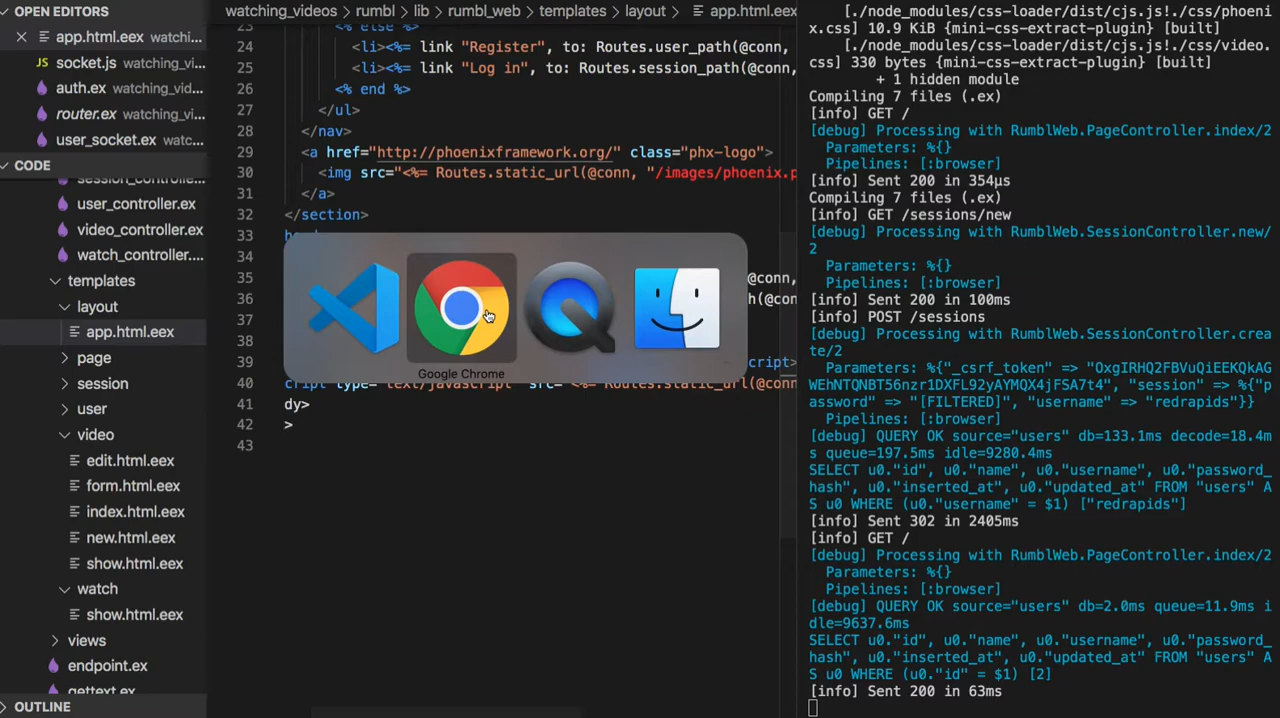 OPEN EDITORS
app.html.eex watchi...
socket.js watching_vi...
auth.ex watching_vid...
router.ex watching_vi...
user_socket.ex watc...
CODE
user_controller.ex
video_controller.ex
watch_controller....
templates
layout
app.html.eex
page
session
user
video
edit.html.eex
form.html.eex
index.html.eex
new.html.eex
show.html.eex
watch
show.html.eex
views
endpoint.ex
gettext.ex
OUTLINE
watching_videos > rumbl > lib > rumbl_web > templates > layout > app.html.eex
23 <% else %>
24 <li><%= link "Register", to: Routes.user_path(@conn,
25 <li><%= link "Log in", to: Routes.session_path(@conn,
26 <% end %>
27 </ul>
28 </nav>
29 <a href="http://phoenixframework.org/" class="phx-logo">
30 <img src="<%= Routes.static_url(@conn, "/images/phoenix.p
31 </a>
32 </section>
33
34
35 @conn,
36 h(@con
37
38
39 cript>
40 cript type="text/javascript" src="<%= Routes.static_url(@conn
41 dy>
42 >
43
Google Chrome
[./node_modules/css-loader/dist/cjs.js!./css/phoeni
x.css] 10.9 KiB {mini-css-extract-plugin} [built]
[./node_modules/css-loader/dist/cjs.js!./css/video.
css] 330 bytes {mini-css-extract-plugin} [built]
+ 1 hidden module
Compiling 7 files (.ex)
[info] GET /
[debug] Processing with RumblWeb.PageController.index/2
Parameters: %{}
Pipelines: [:browser]
[info] Sent 200 in 354µs
Compiling 7 files (.ex)
[info] GET /sessions/new
[debug] Processing with RumblWeb.SessionController.new/
2
Parameters: %{}
Pipelines: [:browser]
[info] Sent 200 in 100ms
[info] POST /sessions
[debug] Processing with RumblWeb.SessionController.crea
te/2
Parameters: %{"_csrf_token" => "OxgIRHQ2FBVuQiEEKQkAG
WEhNTQNBT56nzr1DXFL92yAYMQX4jFSA7t4", "session" => %{"p
assword" => "[FILTERED]", "username" => "redrapids"}}
Pipelines: [:browser]
[debug] QUERY OK source="users" db=133.1ms decode=18.4m
s queue=197.5ms idle=9280.4ms
SELECT u0."id", u0."name", u0."username", u0."password_
hash", u0."inserted_at", u0."updated_at" FROM "users" A
S u0 WHERE (u0."username" = $1) ["redrapids"]
[info] Sent 302 in 2405ms
[info] GET /
[debug] Processing with RumblWeb.PageController.index/2
Parameters: %{}
Pipelines: [:browser]
[debug] QUERY OK source="users" db=2.0ms queue=11.9ms i
dle=9637.6ms
SELECT u0."id", u0."name", u0."username", u0."password_
hash", u0."inserted_at", u0."updated_at" FROM "users" A
S u0 WHERE (u0."id" = $1) [2]
[info] Sent 200 in 63ms